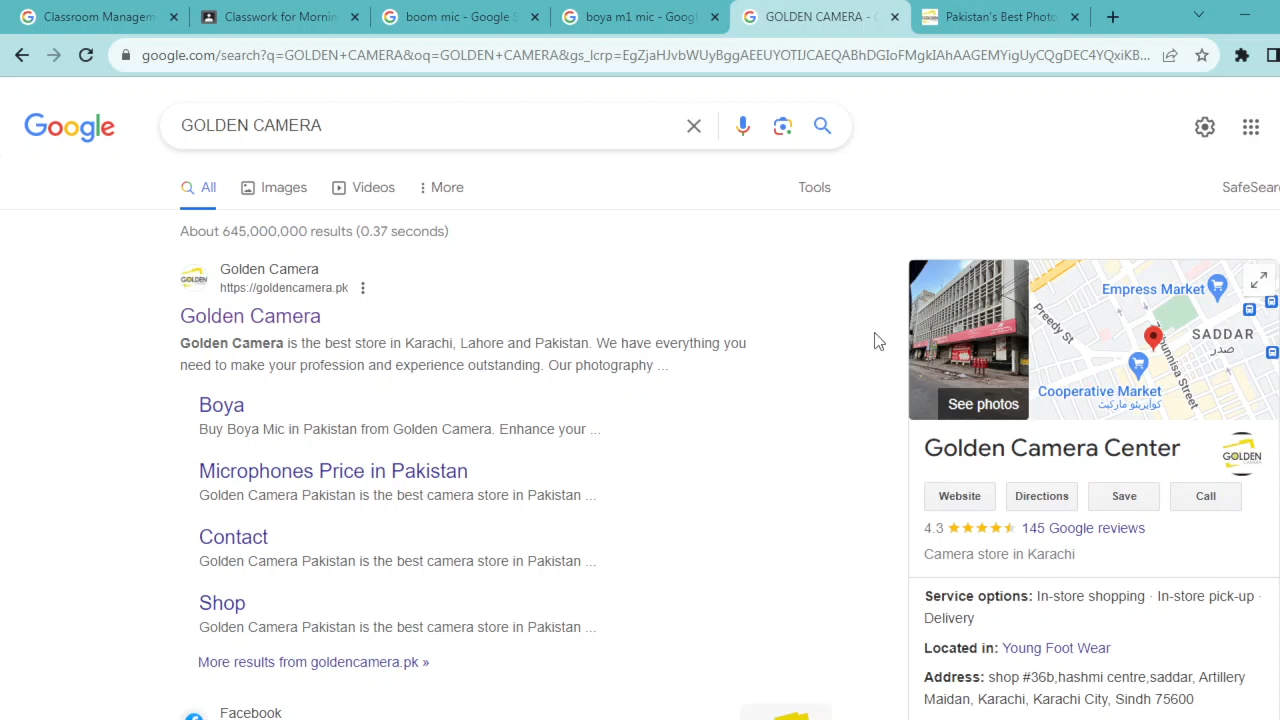 Classroom Managem
Classwork for Mornin
boom mic - Google S
boya m1 mic - Googl
GOLDEN CAMERA - G
Pakistan's Best Photo
google.com/search?q=GOLDEN+CAMERA&oq=GOLDEN+CAMERA&gs_lcrp=EgZjaHJvbWUyBggAEEUYOTIJCAEQABhDGIoFMgkIAhAAGEMYigUyCQgDEC4YQxiKB...
Google
GOLDEN CAMERA
All
Images
Videos
More
Tools
SafeSear
About 645,000,000 results (0.37 seconds)
Golden Camera
https://goldencamera.pk
Golden Camera
Golden Camera is the best store in Karachi, Lahore and Pakistan. We have everything you
need to make your profession and experience outstanding. Our photography ...
Boya
Buy Boya Mic in Pakistan from Golden Camera. Enhance your ...
Microphones Price in Pakistan
Golden Camera Pakistan is the best camera store in Pakistan ...
Contact
Golden Camera Pakistan is the best camera store in Pakistan ...
Shop
Golden Camera Pakistan is the best camera store in Pakistan ...
More results from goldencamera.pk »
Facebook
See photos
Empress Market
Preedy St
SADDAR
صدر
unnisa Street
Cooperative Market
کوآپریٹو مارکیٹ
Golden Camera Center
GOLDEN
Website
Directions
Save
Call
4.3
145 Google reviews
Camera store in Karachi
Service options: In-store shopping · In-store pick-up ·
Delivery
Located in: Young Foot Wear
Address: shop #36b,hashmi centre,saddar, Artillery
Maidan, Karachi, Karachi City, Sindh 75600